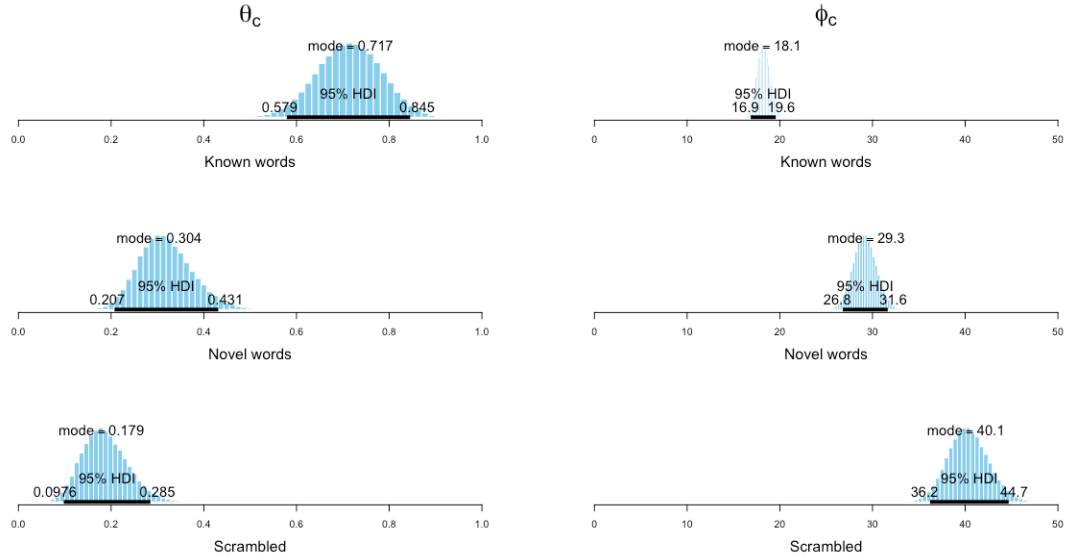 θc
mode = 0.717
95% HDI
0.579 0.845
0.0 0.2 0.4 0.6 0.8 1.0
Known words
mode = 0.304
95% HDI
0.207 0.431
0.0 0.2 0.4 0.6 0.8 1.0
Novel words
mode = 0.179
95% HDI
0.0976 0.285
0.0 0.2 0.4 0.6 0.8 1.0
Scrambled
ϕc
mode = 18.1
95% HDI
16.9 19.6
0 10 20 30 40 50
Known words
mode = 29.3
95% HDI
26.8 31.6
0 10 20 30 40 50
Novel words
mode = 40.1
95% HDI
36.2 44.7
0 10 20 30 40 50
Scrambled